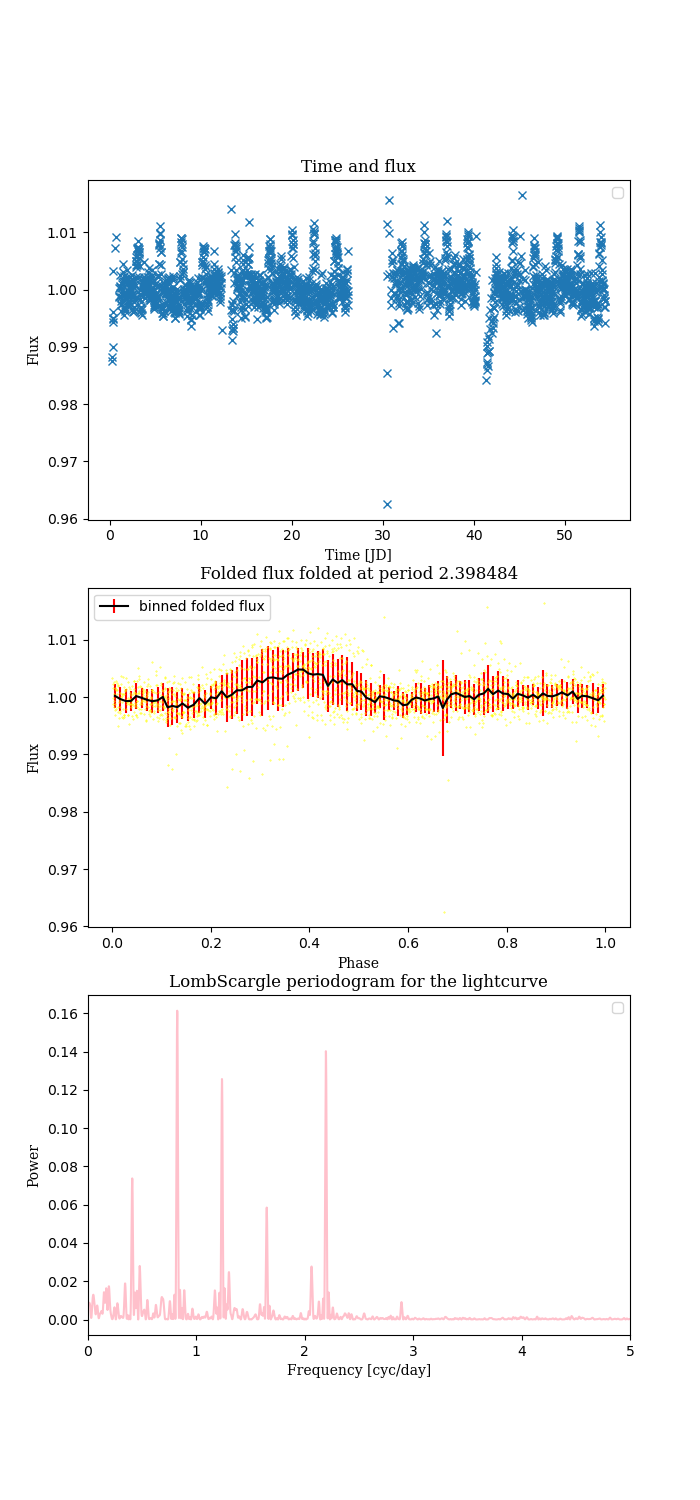 Time and flux
1.01
1.00
0.99
0.98
0.97
0.96
Flux
0 10 20 30 40 50
Time [JD]
Folded flux folded at period 2.398484
binned folded flux
1.01
1.00
0.99
0.98
0.97
0.96
Flux
0.0 0.2 0.4 0.6 0.8 1.0
Phase
LombScargle periodogram for the lightcurve
0.16
0.14
0.12
0.10
0.08
0.06
0.04
0.02
0.00
Power
0 1 2 3 4 5
Frequency [cyc/day]